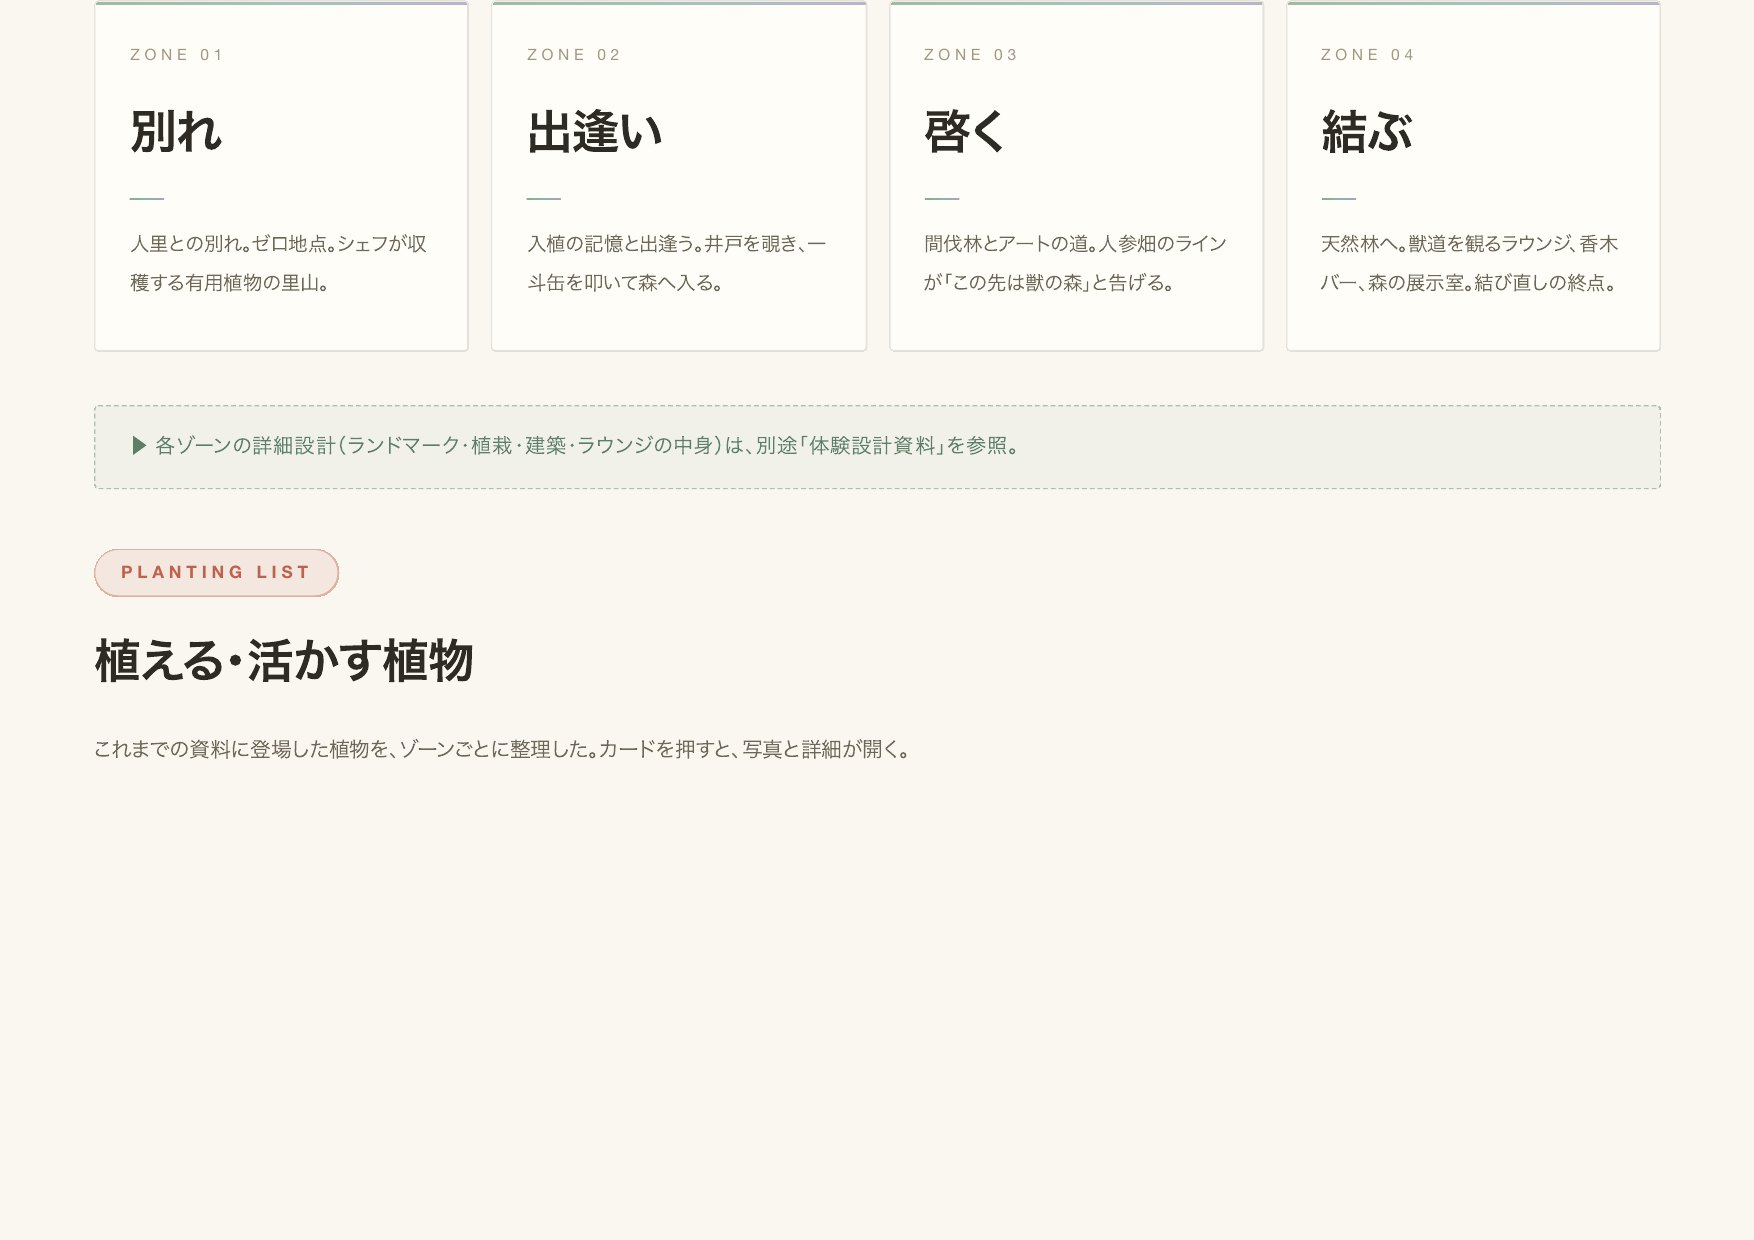 ZONE 01
別れ
人里との別れ。ゼロ地点。シェフが収
穫する有用植物の里山。
ZONE 02
出逢い
入植の記憶と出逢う。井戸を覗き、一
斗缶を叩いて森へ入る。
ZONE 03
啓く
間伐林とアートの道。人参畑のライン
が「この先は獣の森」と告げる。
ZONE 04
結ぶ
天然林へ。獣道を観るラウンジ、香木
バー、森の展示室。結び直しの終点。
▶ 各ゾーンの詳細設計（ランドマーク・植栽・建築・ラウンジの中身）は、別途「体験設計資料」を参照。
PLANTING LIST
植える・活かす植物
これまでの資料に登場した植物を、ゾーンごとに整理した。カードを押すと、写真と詳細が開く。